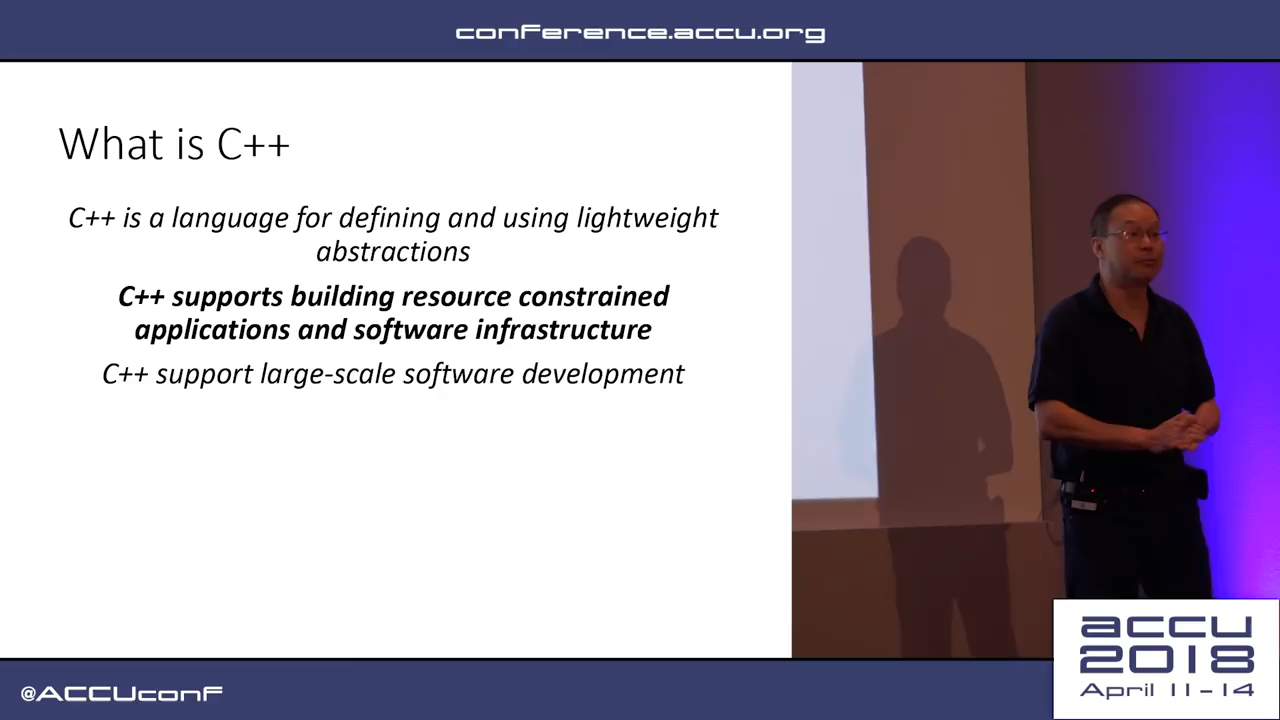 conference.accu.org
What is C++
C++ is a language for defining and using lightweight
abstractions
C++ supports building resource constrained
applications and software infrastructure
C++ support large-scale software development
accu
2018
April 11-14
@ACCUconf